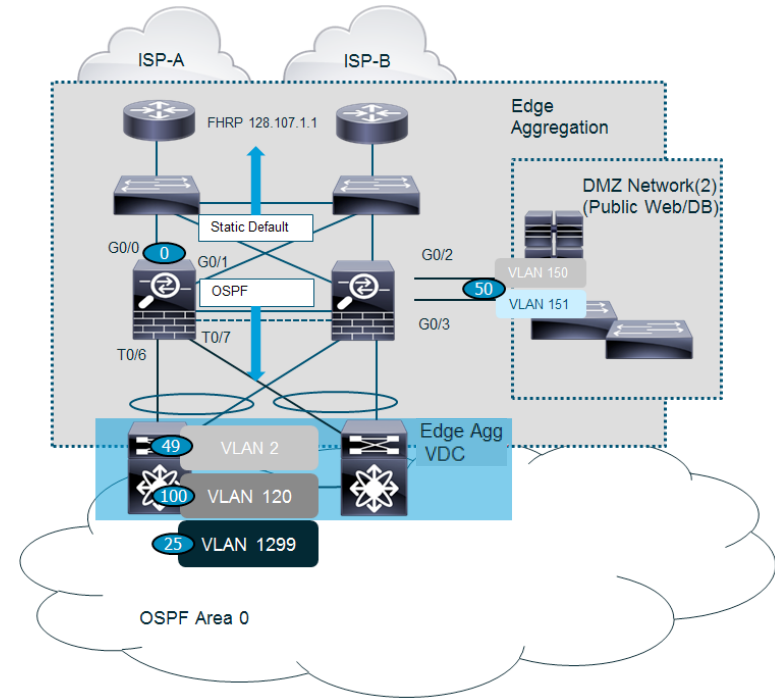 ISP-A
ISP-B
Edge
Aggregation
FHRP 128.107.1.1
DMZ Network(2)
(Public Web/DB)
Static Default
G0/0
0
G0/1
G0/2
VLAN 150
OSPF
50
VLAN 151
G0/3
T0/7
T0/6
Edge Agg
VDC
49
VLAN 2
100
VLAN 120
25
VLAN 1299
OSPF Area 0